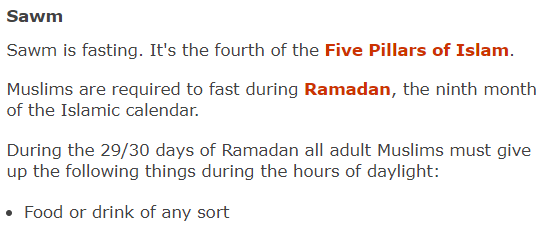 Sawm
Sawm is fasting. It's the fourth of the Five Pillars of Islam.
Muslims are required to fast during Ramadan, the ninth month
of the Islamic calendar.
During the 29/30 days of Ramadan all adult Muslims must give
up the following things during the hours of daylight:
• Food or drink of any sort